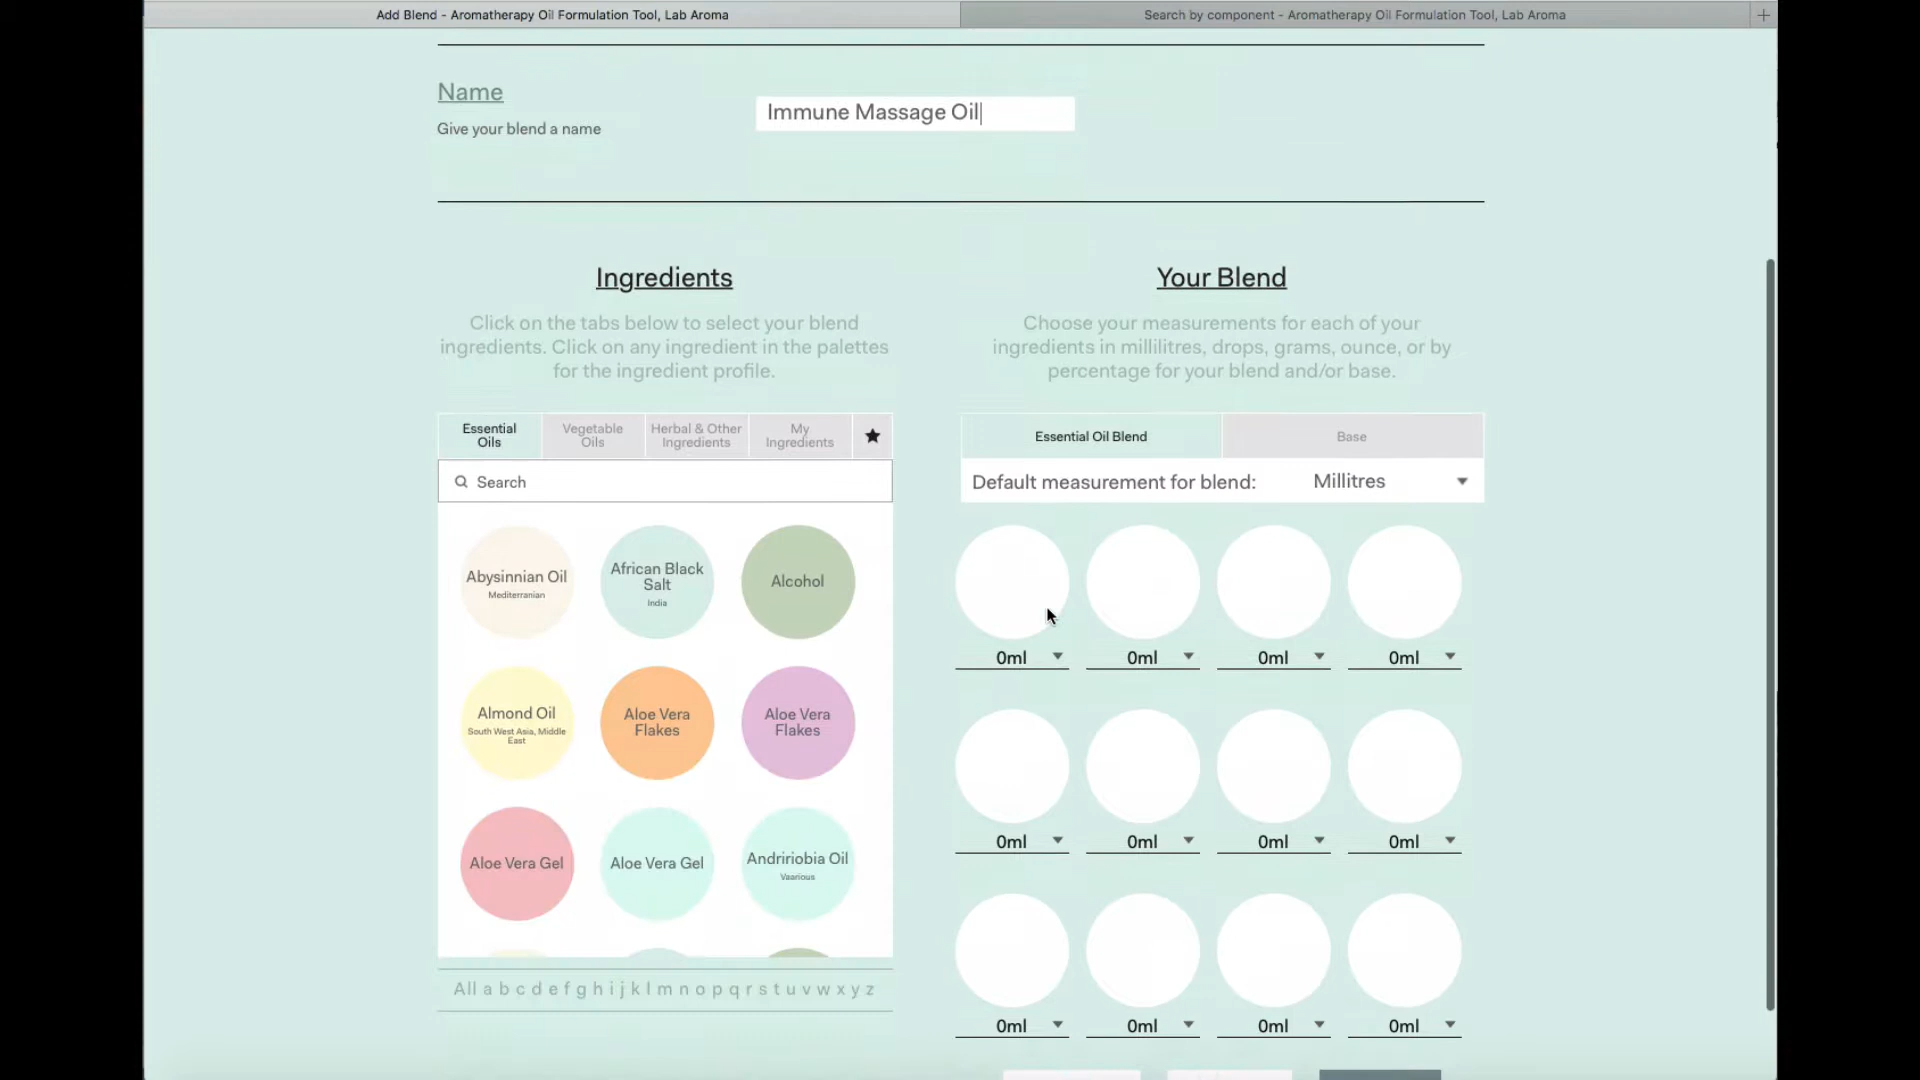 Add Blend - Aromatherapy Oil Formulation Tool, Lab Aroma
Search by component - Aromatherapy Oil Formulation Tool, Lab Aroma
Name
Give your blend a name
Immune Massage Oil
Ingredients
Click on the tabs below to select your blend
ingredients. Click on any ingredient in the palettes
for the ingredient profile.
Essential
Oils
Vegetable
Oils
Herbal & Other
Ingredients
My
Ingredients
Search
Abysinnian Oil
Mediterranian
African Black
Salt
India
Alcohol
Almond Oil
South West Asia, Middle
East
Aloe Vera
Flakes
Aloe Vera
Flakes
Aloe Vera Gel
Aloe Vera Gel
Andririobia Oil
Vaarious
All a b c d e f g h i j k l m n o p q r s t u v w x y z
Your Blend
Choose your measurements for each of your
ingredients in millilitres, drops, grams, ounce, or by
percentage for your blend and/or base.
Essential Oil Blend
Base
Default measurement for blend: Millitres
0ml 0ml 0ml 0ml
0ml 0ml 0ml 0ml
0ml 0ml 0ml 0ml